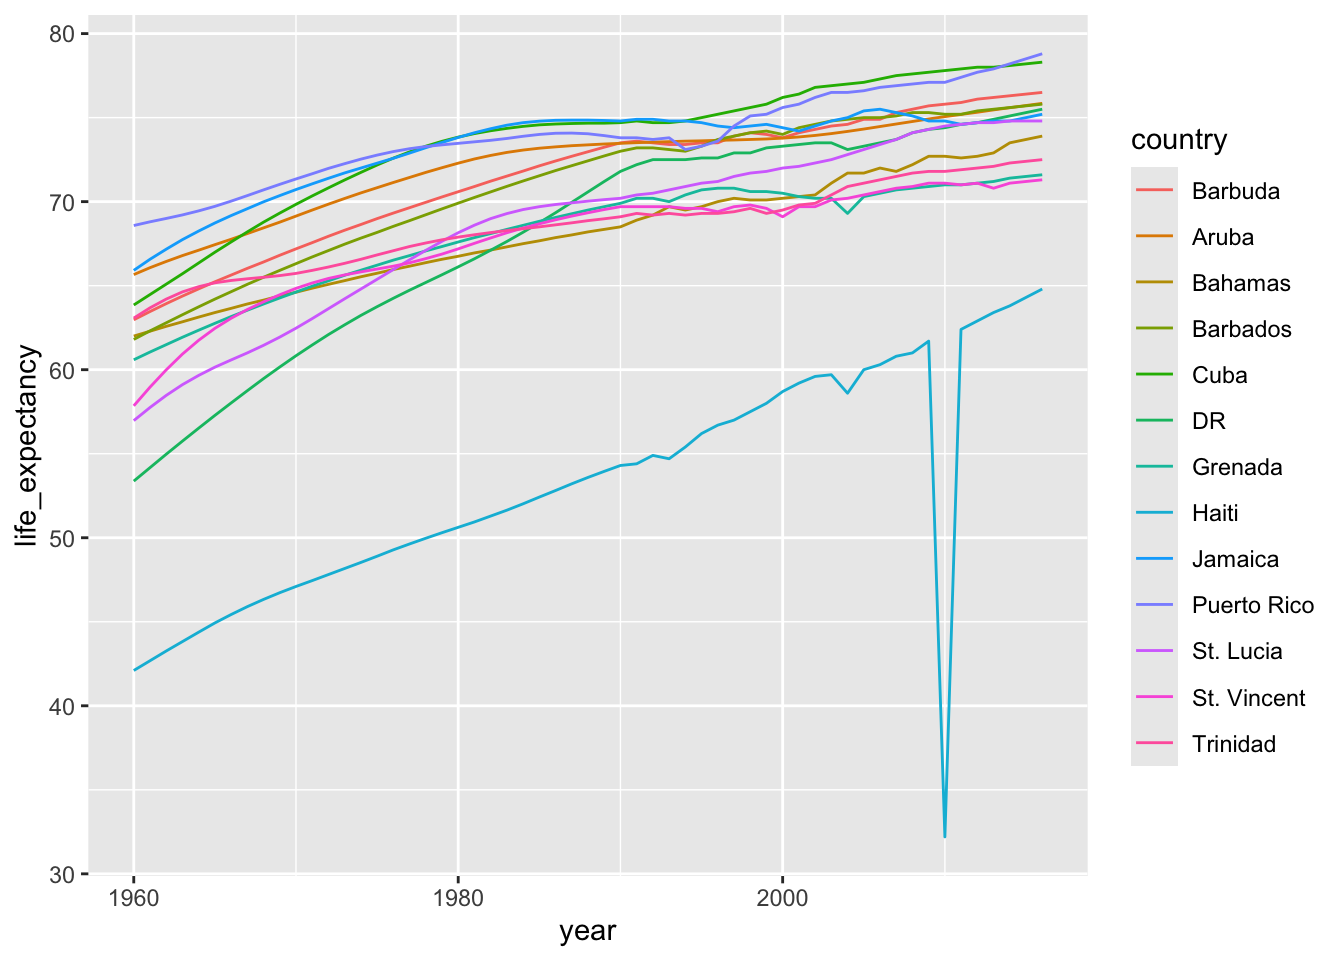 80
70
60
50
40
30
life_expectancy
1960
1980
2000
year
country
Barbuda
Aruba
Bahamas
Barbados
Cuba
DR
Grenada
Haiti
Jamaica
Puerto Rico
St. Lucia
St. Vincent
Trinidad